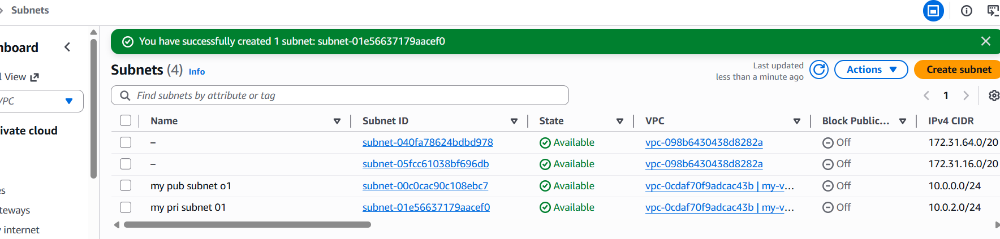 Subnets
You have successfully created 1 subnet: subnet-01e56637179aacef0
Subnets (4) Info
Last updated
less than a minute ago
Actions
Create subnet
Find subnets by attribute or tag
1
Name Subnet ID State VPC Block Public... IPv4 CIDR
– subnet-040fa78624bdbd978 Available vpc-098b6430438d8282a Off 172.31.64.0/20
– subnet-05fcc61038bf696db Available vpc-098b6430438d8282a Off 172.31.16.0/20
my pub subnet o1 subnet-00c0cac90c108ebc7 Available vpc-0cdaf70f9adcac43b | my-v... Off 10.0.0.0/24
my pri subnet 01 subnet-01e56637179aacef0 Available vpc-0cdaf70f9adcac43b | my-v... Off 10.0.2.0/24
nboard
l View
VPC
ivate cloud
es
teways
internet